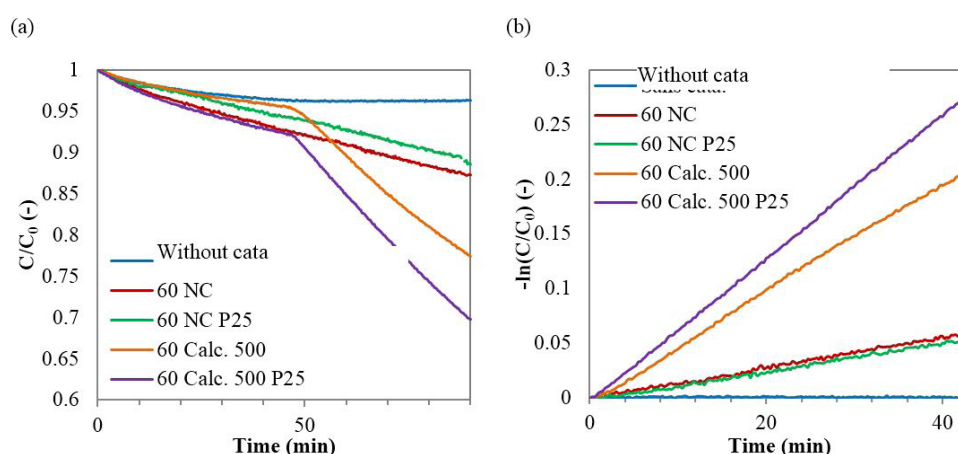 (a)
(b)
1
0.95
0.9
0.85
0.8
0.75
0.7
0.65
0.6
C/C0 (-)
Without cata
60 NC
60 NC P25
60 Calc. 500
60 Calc. 500 P25
0
50
Time (min)
0.3
0.25
0.2
0.15
0.1
0.05
0
-ln(C/C0) (-)
Without cata
60 NC
60 NC P25
60 Calc. 500
60 Calc. 500 P25
0
20
40
Time (min)